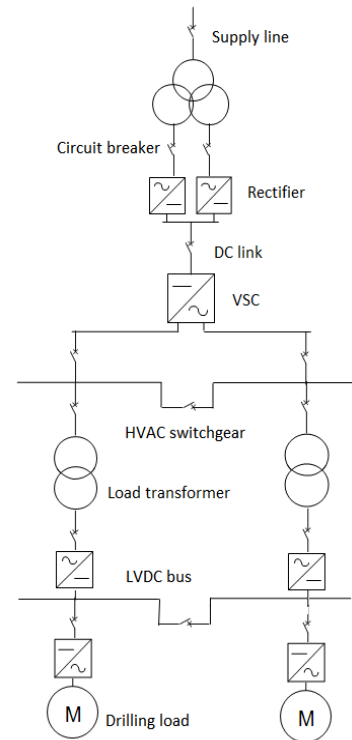 Supply line
Circuit breaker
Rectifier
DC link
VSC
HVAC switchgear
Load transformer
LVDC bus
M
Drilling load
M